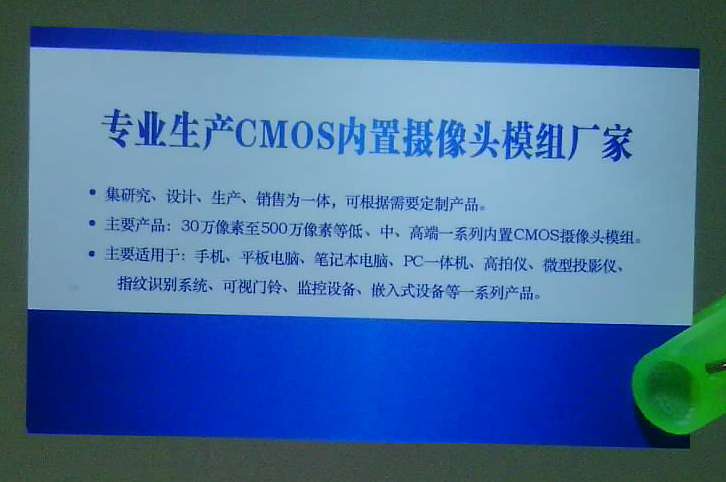 专业生产CMOS内置摄像头模组厂家
• 集研究、设计、生产、销售为一体，可根据需要定制产品。
• 主要产品：30万像素至500万像素等低、中、高端一系列内置CMOS摄像头模组。
• 主要适用于：手机、平板电脑、笔记本电脑、PC一体机、高拍仪、微型投影仪、
指纹识别系统、可视门铃、监控设备、嵌入式设备等一系列产品。